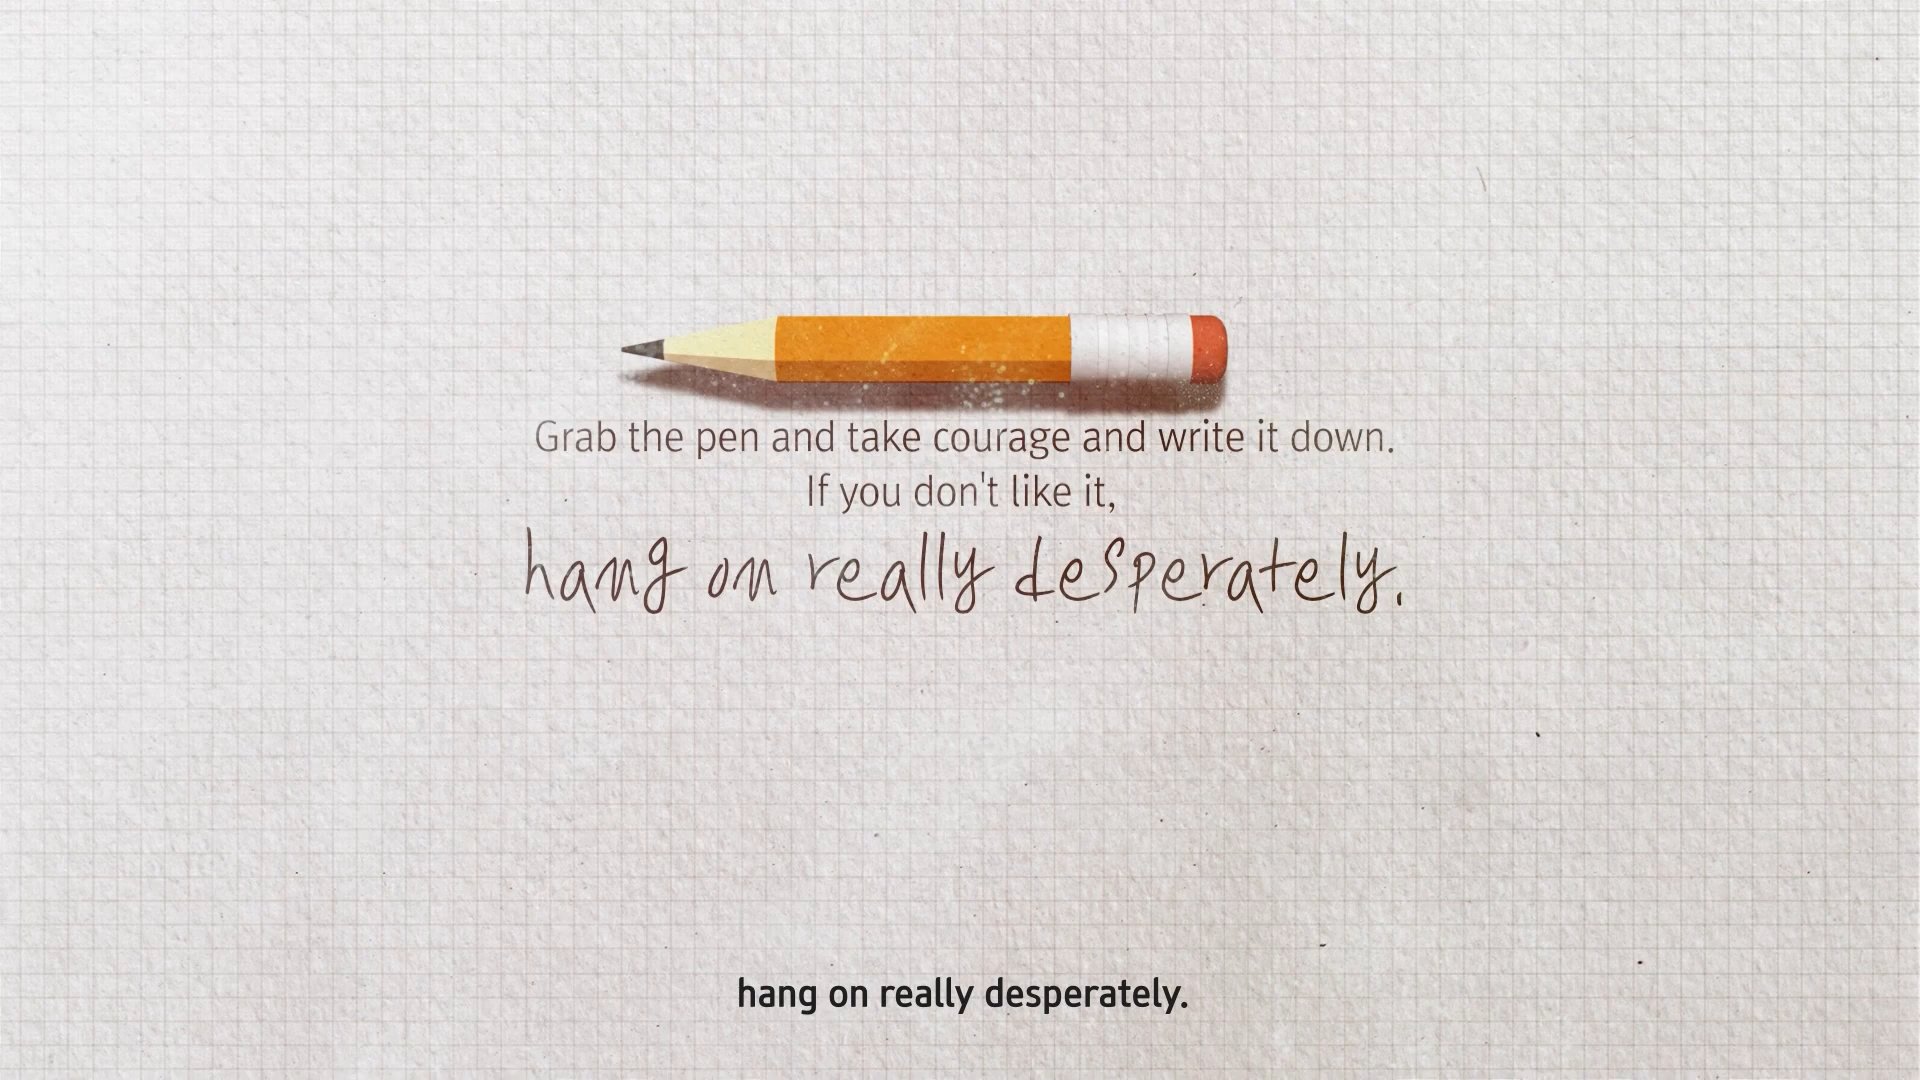 Grab the pen and take courage and write it down.
If you don't like it,
hang on really desperately.
hang on really desperately.